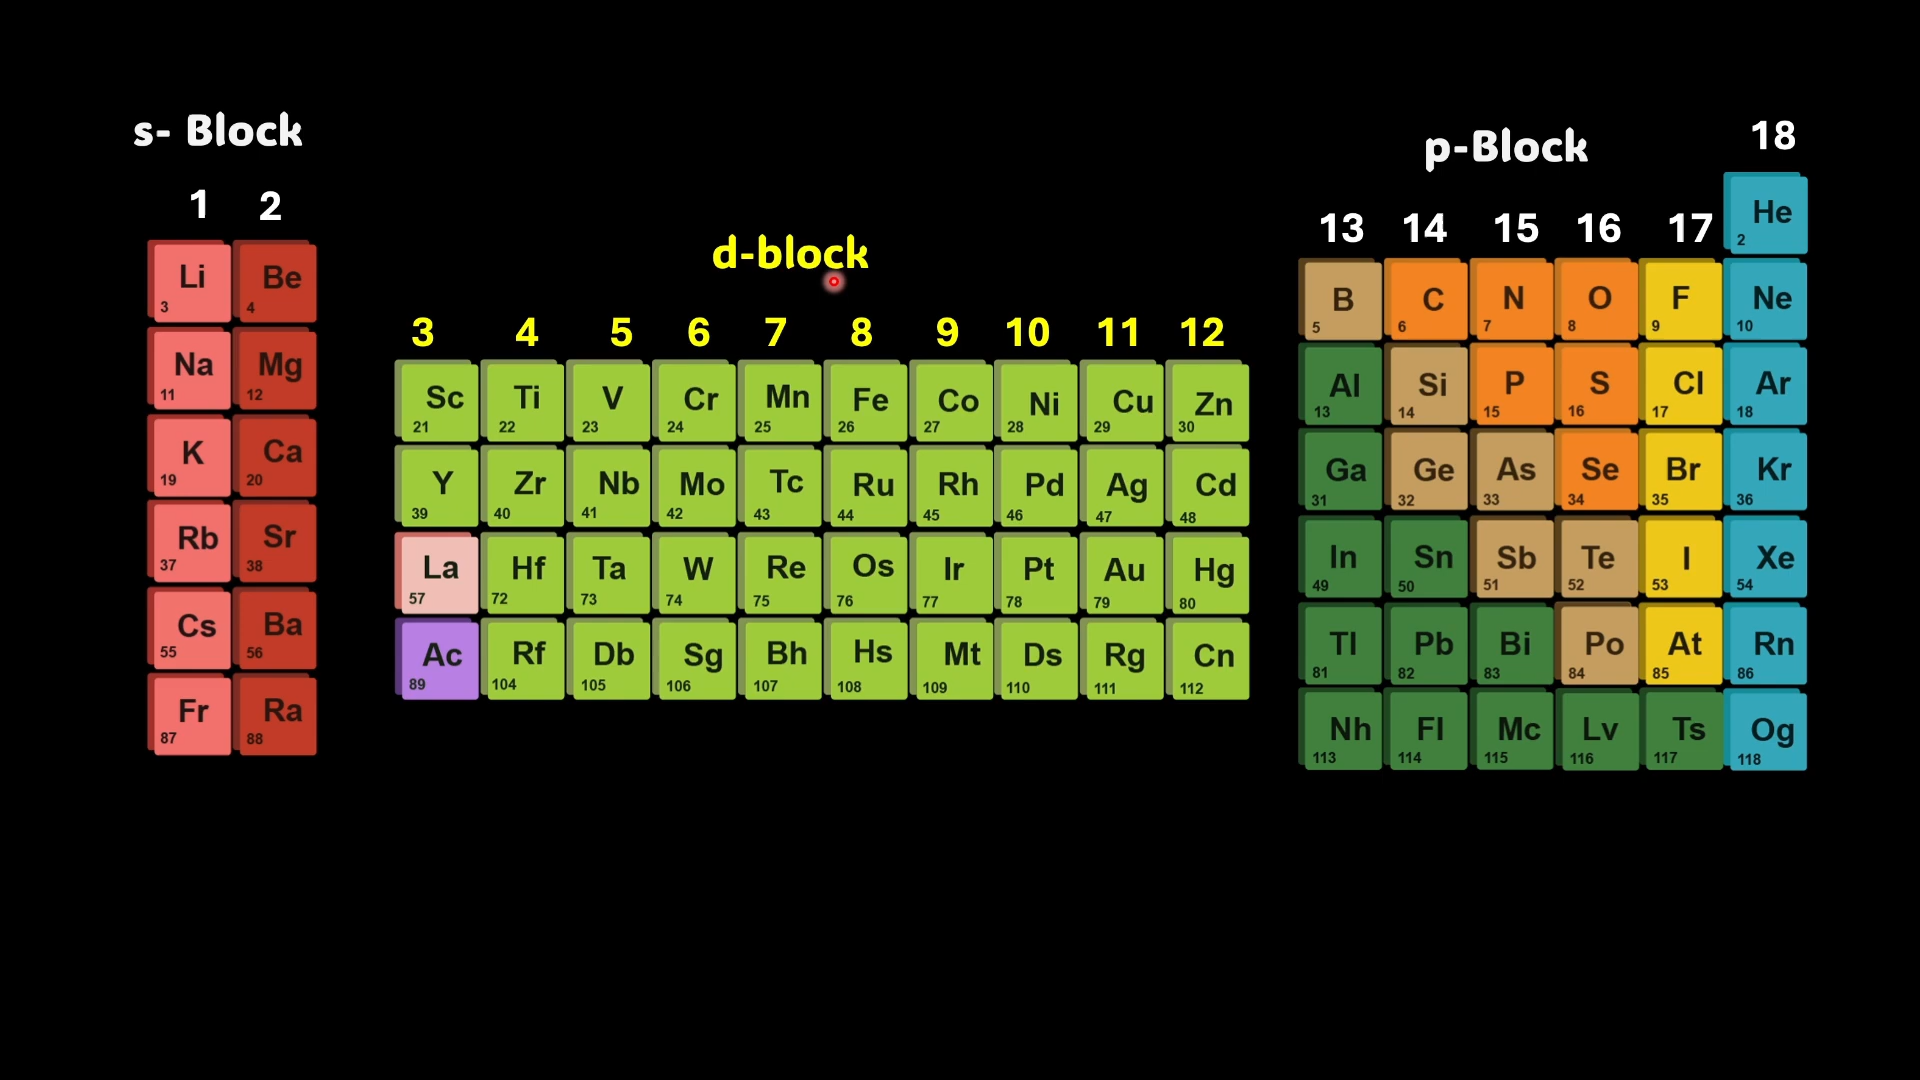 s- Block
1 2
Li 3 Be 4
Na 11 Mg 12
K 19 Ca 20
Rb 37 Sr 38
Cs 55 Ba 56
Fr 87 Ra 88
d-block
3 4 5 6 7 8 9 10 11 12
Sc 21 Ti 22 V 23 Cr 24 Mn 25 Fe 26 Co 27 Ni 28 Cu 29 Zn 30
Y 39 Zr 40 Nb 41 Mo 42 Tc 43 Ru 44 Rh 45 Pd 46 Ag 47 Cd 48
La 57 Hf 72 Ta 73 W 74 Re 75 Os 76 Ir 77 Pt 78 Au 79 Hg 80
Ac 89 Rf 104 Db 105 Sg 106 Bh 107 Hs 108 Mt 109 Ds 110 Rg 111 Cn 112
p-Block
18
He 2
13 14 15 16 17
B 5 C 6 N 7 O 8 F 9 Ne 10
Al 13 Si 14 P 15 S 16 Cl 17 Ar 18
Ga 31 Ge 32 As 33 Se 34 Br 35 Kr 36
In 49 Sn 50 Sb 51 Te 52 I 53 Xe 54
Tl 81 Pb 82 Bi 83 Po 84 At 85 Rn 86
Nh 113 Fl 114 Mc 115 Lv 116 Ts 117 Og 118